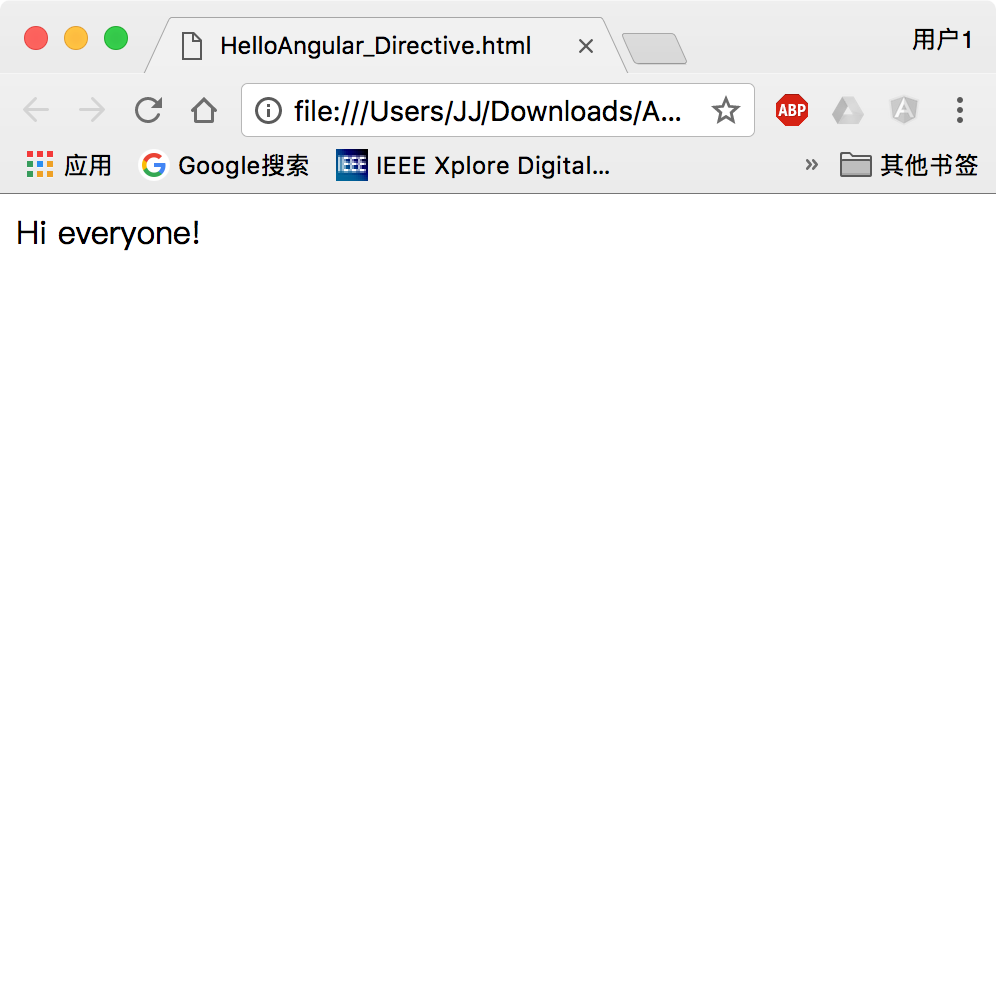 HelloAngular_Directive.html
用户1
file:///Users/JJ/Downloads/A...
ABP
应用 Google搜索 IEEE IEEE Xplore Digital... » 其他书签
Hi everyone!